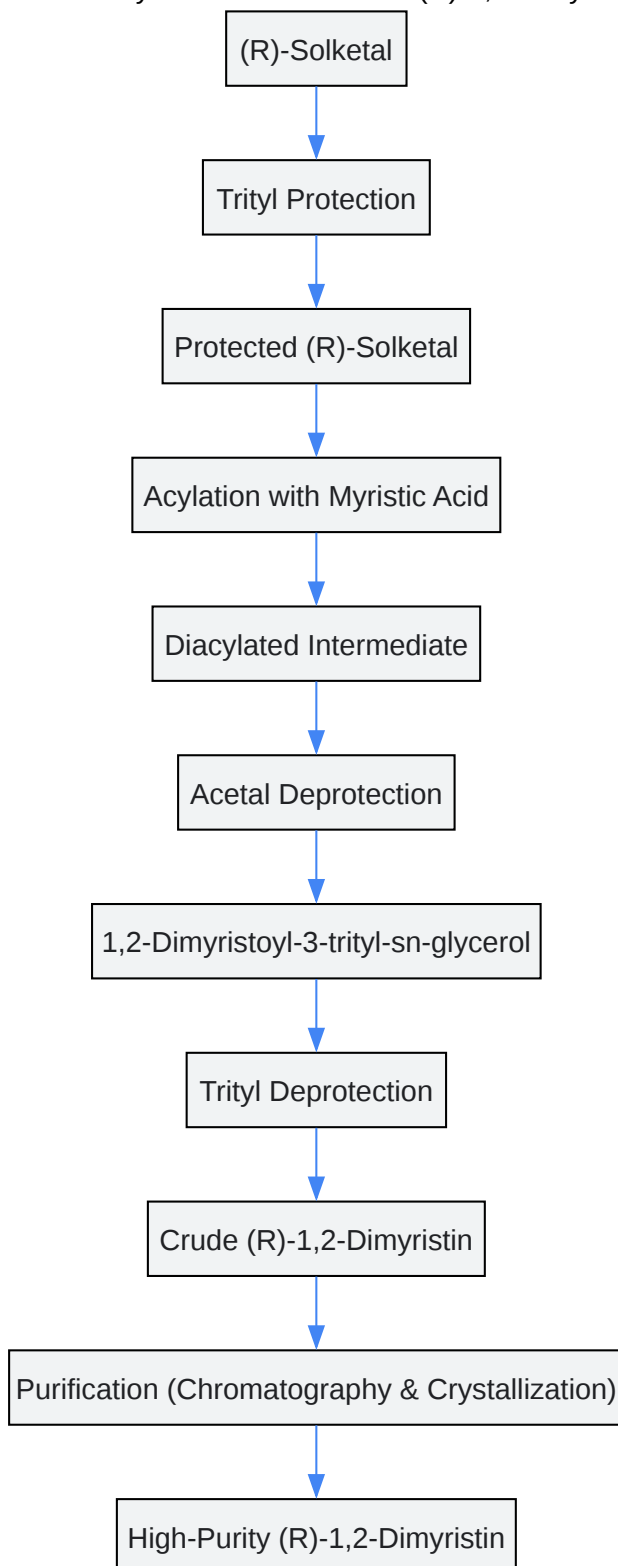 (R)-Solketal
Trityl Protection
Protected (R)-Solketal
Acylation with Myristic Acid
Diacylated Intermediate
Acetal Deprotection
1,2-Dimyristoyl-3-trityl-sn-glycerol
Trityl Deprotection
Crude (R)-1,2-Dimyristin
Purification (Chromatography & Crystallization)
High-Purity (R)-1,2-Dimyristin